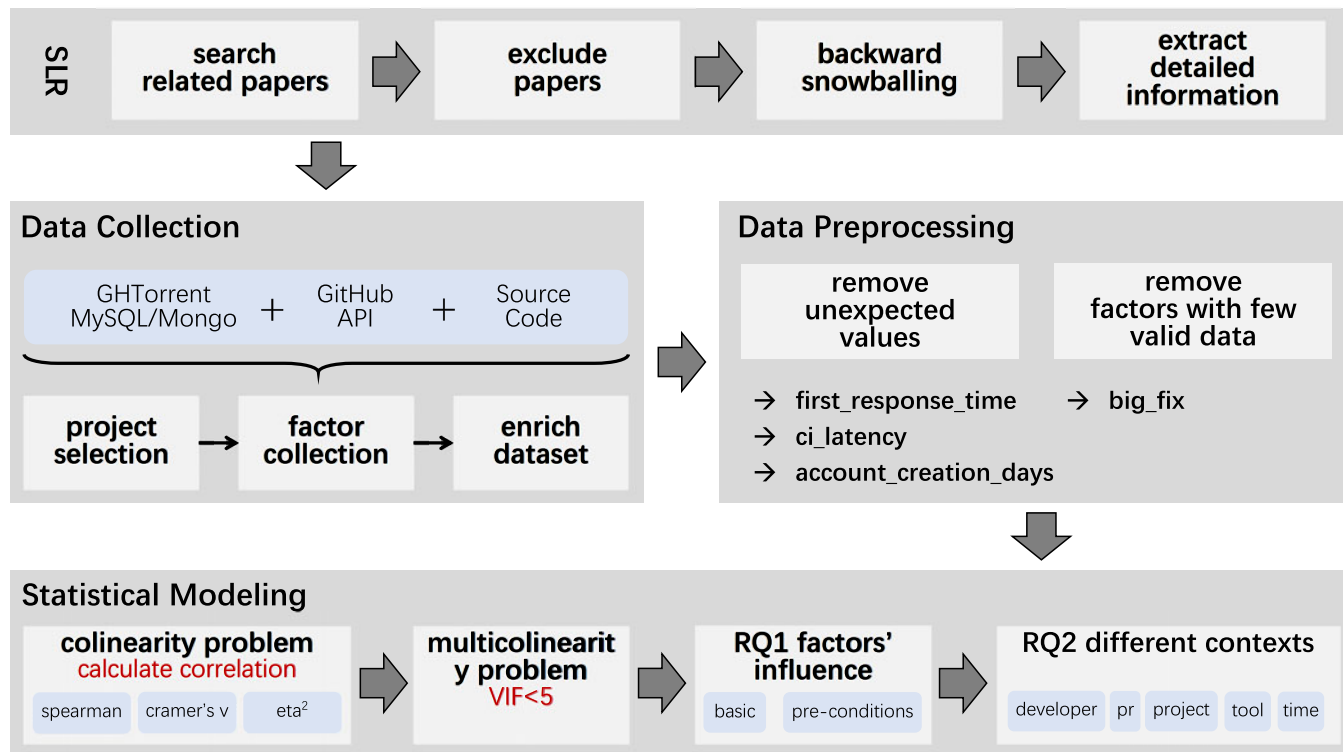 SLR
search
related papers
exclude
papers
backward
snowballing
extract
detailed
information
Data Collection
GHTorrent
MySQL/Mongo
+
GitHub
API
+
Source
Code
project
selection
factor
collection
enrich
dataset
Data Preprocessing
remove
unexpected
values
remove
factors with few
valid data
→ first_response_time
→ ci_latency
→ account_creation_days
→ big_fix
Statistical Modeling
colinearity problem
calculate correlation
spearman
cramer's v
eta²
multicolinearit
y problem
VIF<5
RQ1 factors’
influence
basic
pre-conditions
RQ2 different contexts
developer
pr
project
tool
time